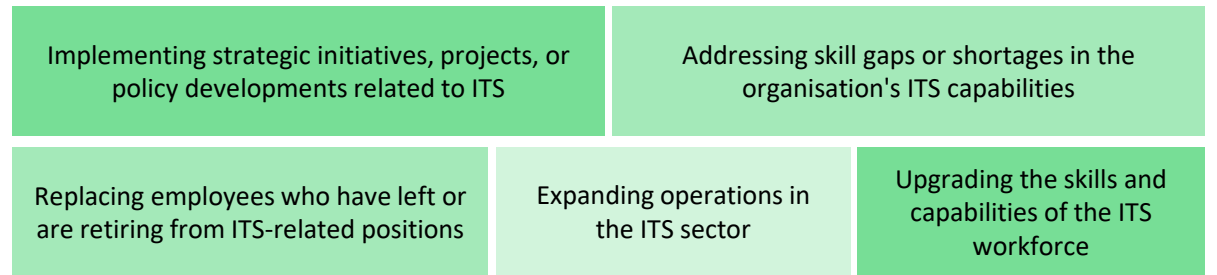 Implementing strategic initiatives, projects, or
policy developments related to ITS
Addressing skill gaps or shortages in the
organisation's ITS capabilities
Replacing employees who have left or
are retiring from ITS-related positions
Expanding operations in
the ITS sector
Upgrading the skills and
capabilities of the ITS
workforce